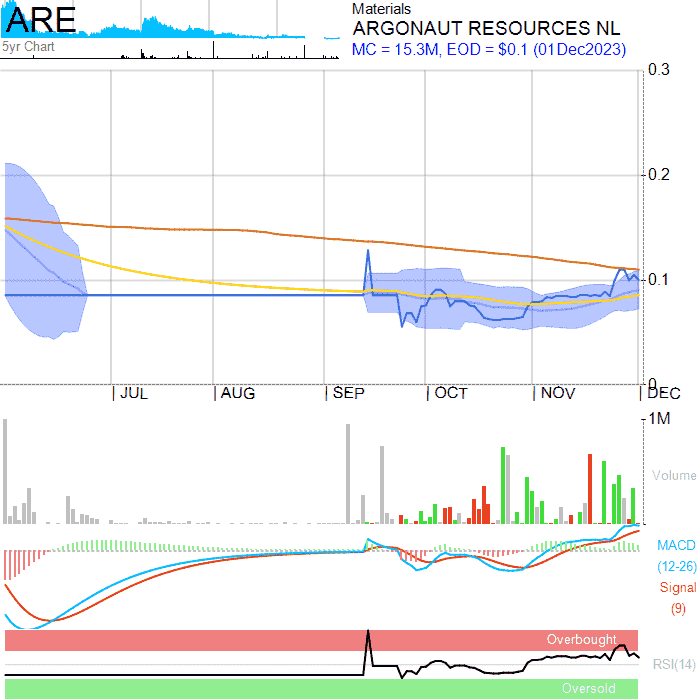 ARE
5yr Chart
Materials
ARGONAUT RESOURCES NL
MC = 15.3M, EOD = $0.1 (01Dec2023)
0.3
0.2
0.1
0
JUL
AUG
SEP
OCT
NOV
DEC
1M
Volume
MACD
(12-26)
Signal
(9)
Overbought
RSI(14)
Oversold